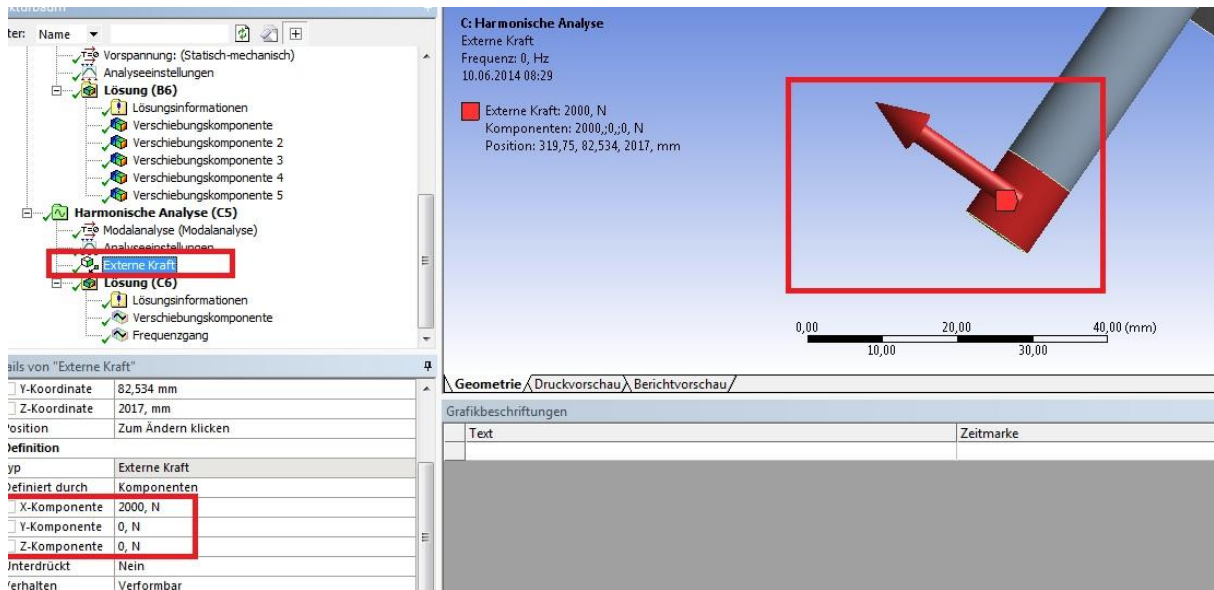 ter: Name
Vorspannung: (Statisch-mechanisch)
Analyseeinstellungen
Lösung (B6)
Lösungsinformationen
Verschiebungskomponente
Verschiebungskomponente 2
Verschiebungskomponente 3
Verschiebungskomponente 4
Verschiebungskomponente 5
Harmonische Analyse (C5)
Modalanalyse (Modalanalyse)
Analyseeinstellungen
Externe Kraft
Lösung (C6)
Lösungsinformationen
Verschiebungskomponente
Frequenzgang
ails von "Externe Kraft"
Y-Koordinate 82,534 mm
Z-Koordinate 2017, mm
Position Zum Ändern klicken
Definition
yp Externe Kraft
Definiert durch Komponenten
X-Komponente 2000, N
Y-Komponente 0, N
Z-Komponente 0, N
Unterdrückt Nein
Verhalten Verformbar
C: Harmonische Analyse
Externe Kraft
Frequenz: 0, Hz
10.06.2014 08:29
Externe Kraft: 2000, N
Komponenten: 2000,;0,;0, N
Position: 319,75, 82,534, 2017, mm
0,00 20,00 40,00 (mm)
10,00 30,00
Geometrie Druckvorschau Berichtvorschau
Grafikbeschriftungen
Text Zeitmarke